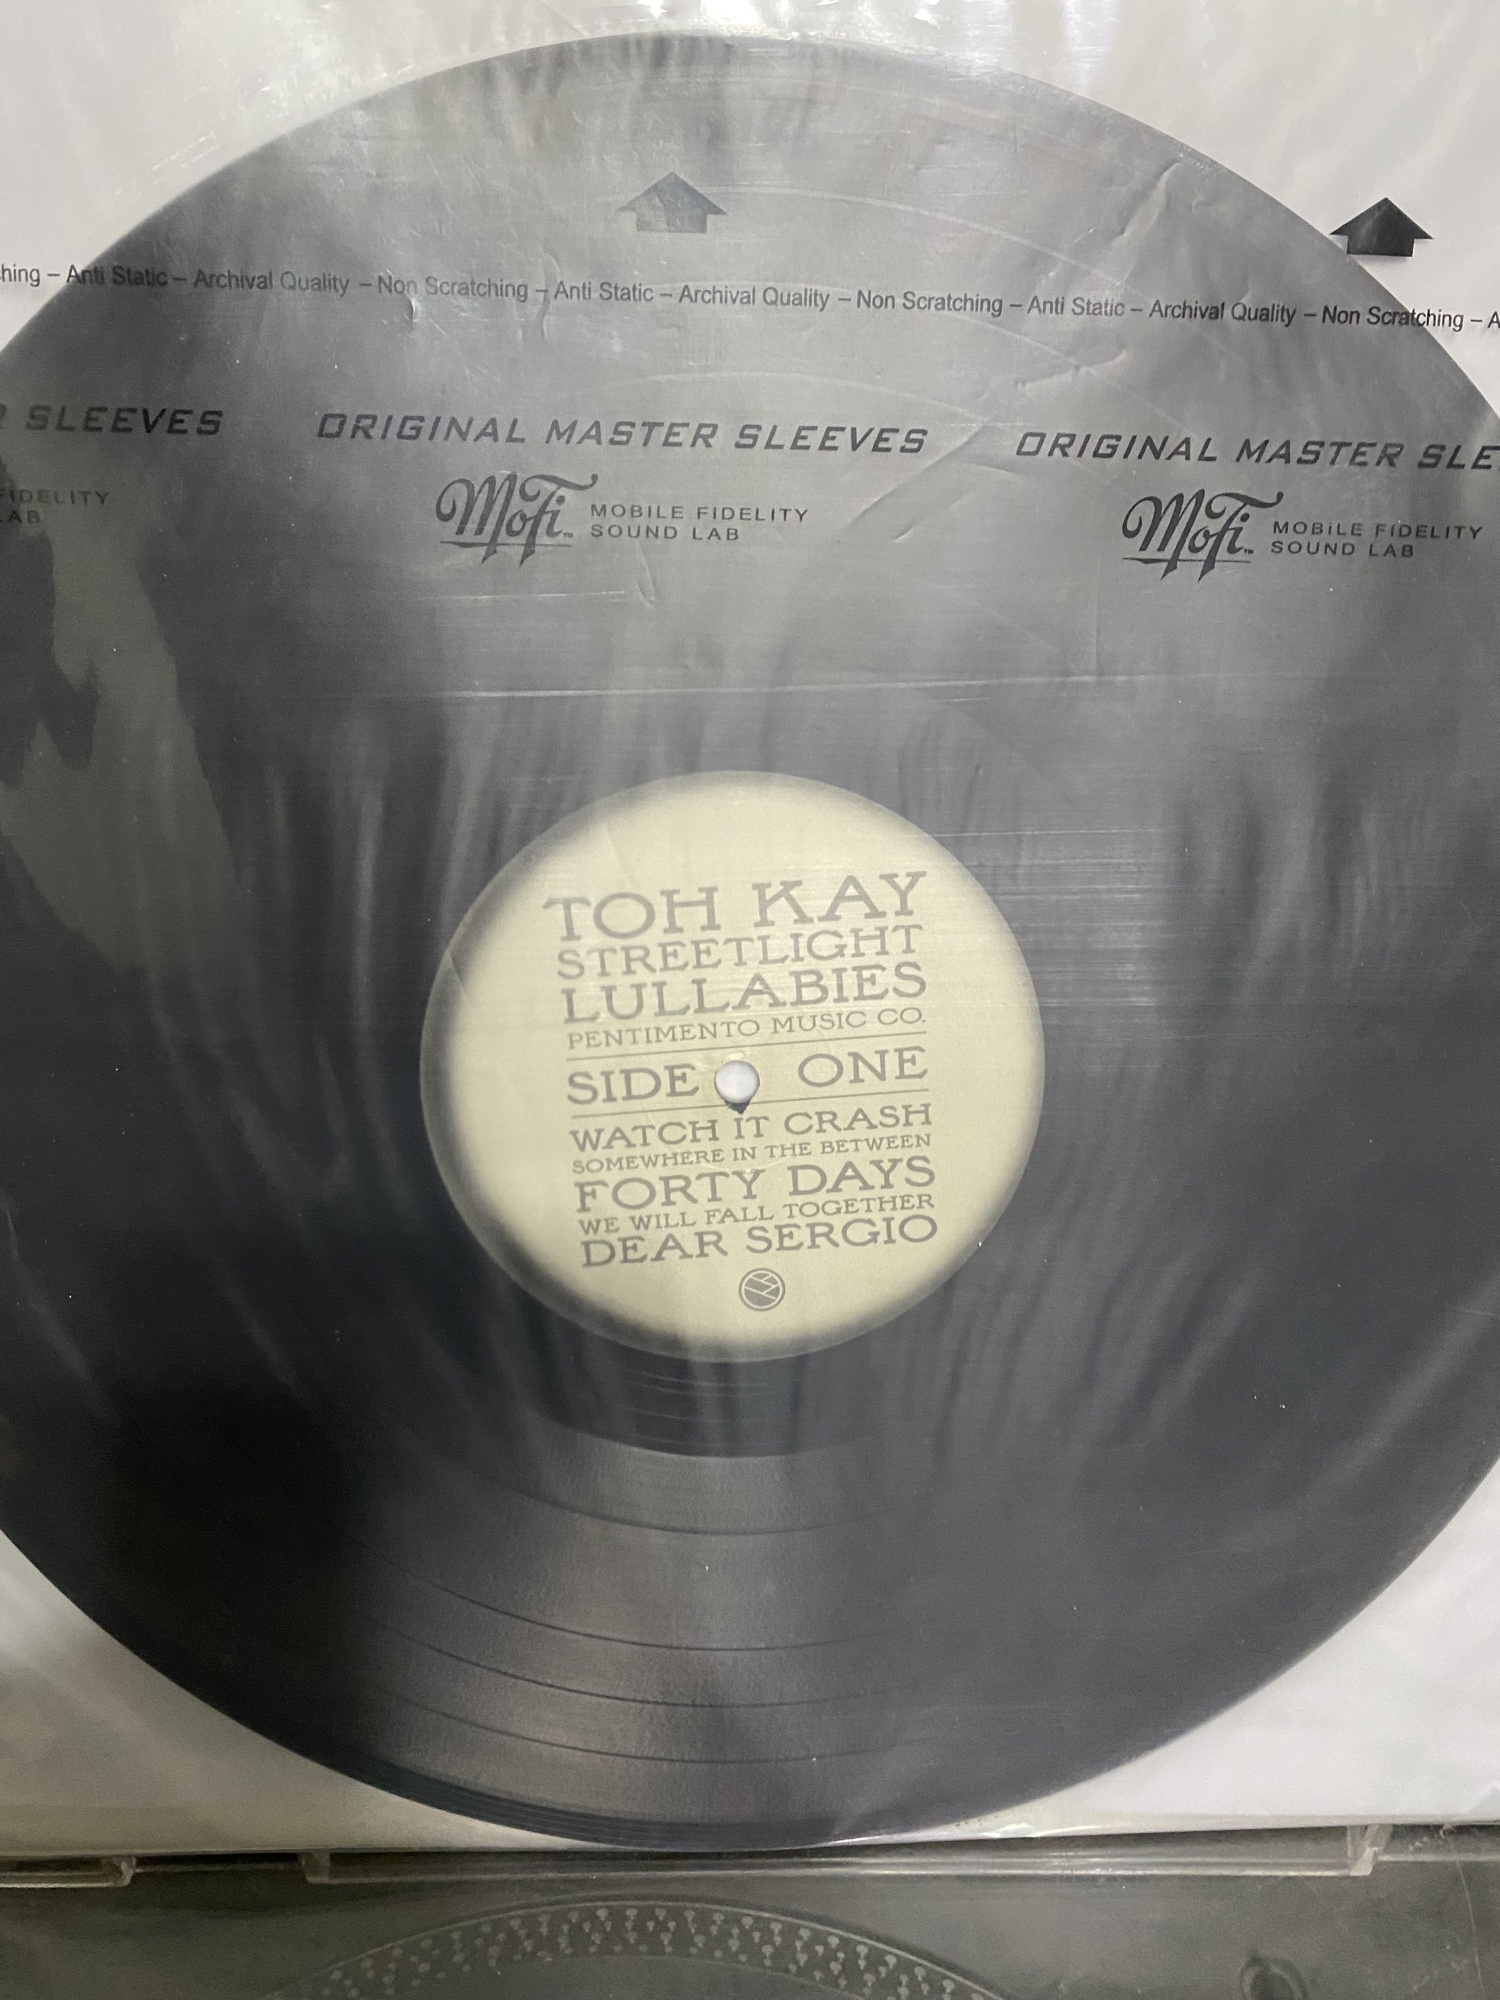 hing – Anti Static – Archival Quality – Non Scratching – Anti Static – Archival Quality – Non Scratching – Anti Static – Archival Quality – Non Scratching – A
R SLEEVES ORIGINAL MASTER SLEEVES ORIGINAL MASTER SLE
FIDELITY
LAB
MoFi™ MOBILE FIDELITY
SOUND LAB
MoFi™ MOBILE FIDELITY
SOUND LAB
TOH KAY
STREETLIGHT
LULLABIES
PENTIMENTO MUSIC CO.
SIDE ONE
WATCH IT CRASH
SOMEWHERE IN THE BETWEEN
FORTY DAYS
WE WILL FALL TOGETHER
DEAR SERGIO